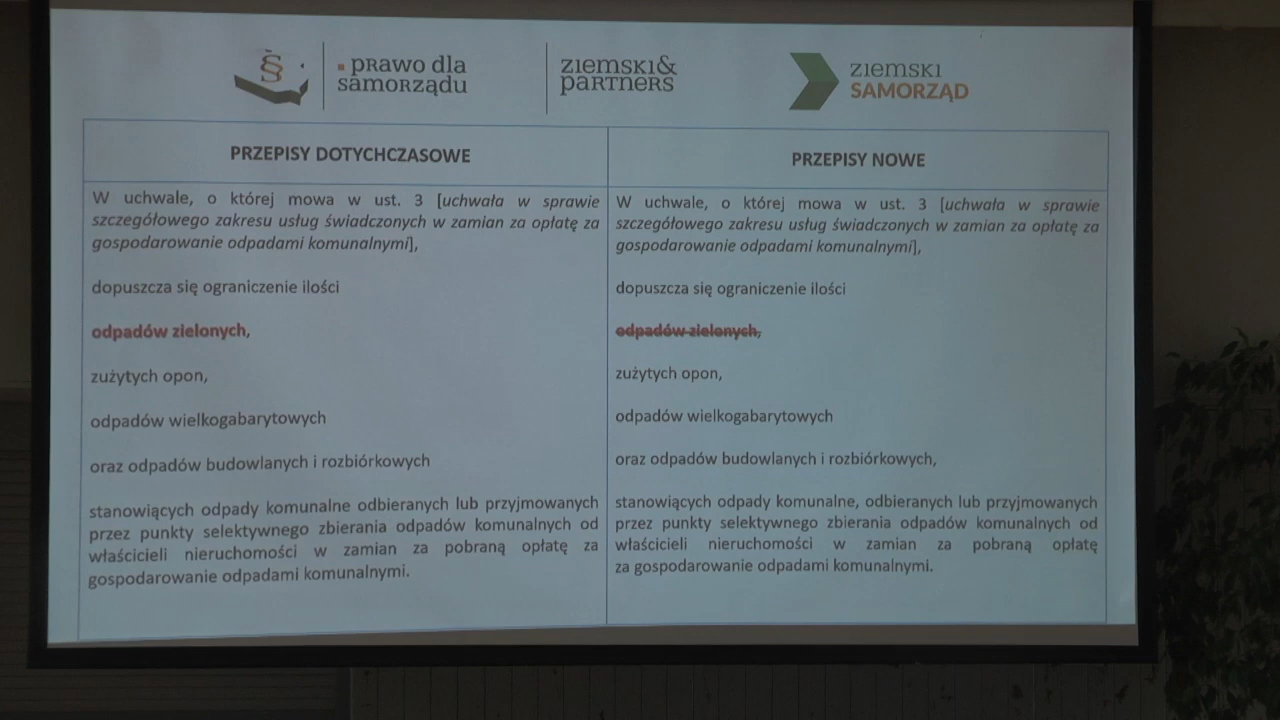 §
PRawo dla
samorządu
ziemski&
partners
ziemski
SAMORZĄD
PRZEPISY DOTYCHCZASOWE
W uchwale, o której mowa w ust. 3 [uchwała w sprawie
szczegółowego zakresu usług świadczonych w zamian za opłatę za
gospodarowanie odpadami komunalnymi],
dopuszcza się ograniczenie ilości
odpadów zielonych,
zużytych opon,
odpadów wielkogabarytowych
oraz odpadów budowlanych i rozbiórkowych
stanowiących odpady komunalne odbieranych lub przyjmowanych
przez punkty selektywnego zbierania odpadów komunalnych od
właścicieli nieruchomości w zamian za pobraną opłatę za
gospodarowanie odpadami komunalnymi.
PRZEPISY NOWE
W uchwale, o której mowa w ust. 3 [uchwała w sprawie
szczegółowego zakresu usług świadczonych w zamian za opłatę za
gospodarowanie odpadami komunalnymi],
dopuszcza się ograniczenie ilości
odpadów zielonych,
zużytych opon,
odpadów wielkogabarytowych
oraz odpadów budowlanych i rozbiórkowych,
stanowiących odpady komunalne, odbieranych lub przyjmowanych
przez punkty selektywnego zbierania odpadów komunalnych od
właścicieli nieruchomości w zamian za pobraną opłatę
za gospodarowanie odpadami komunalnymi.